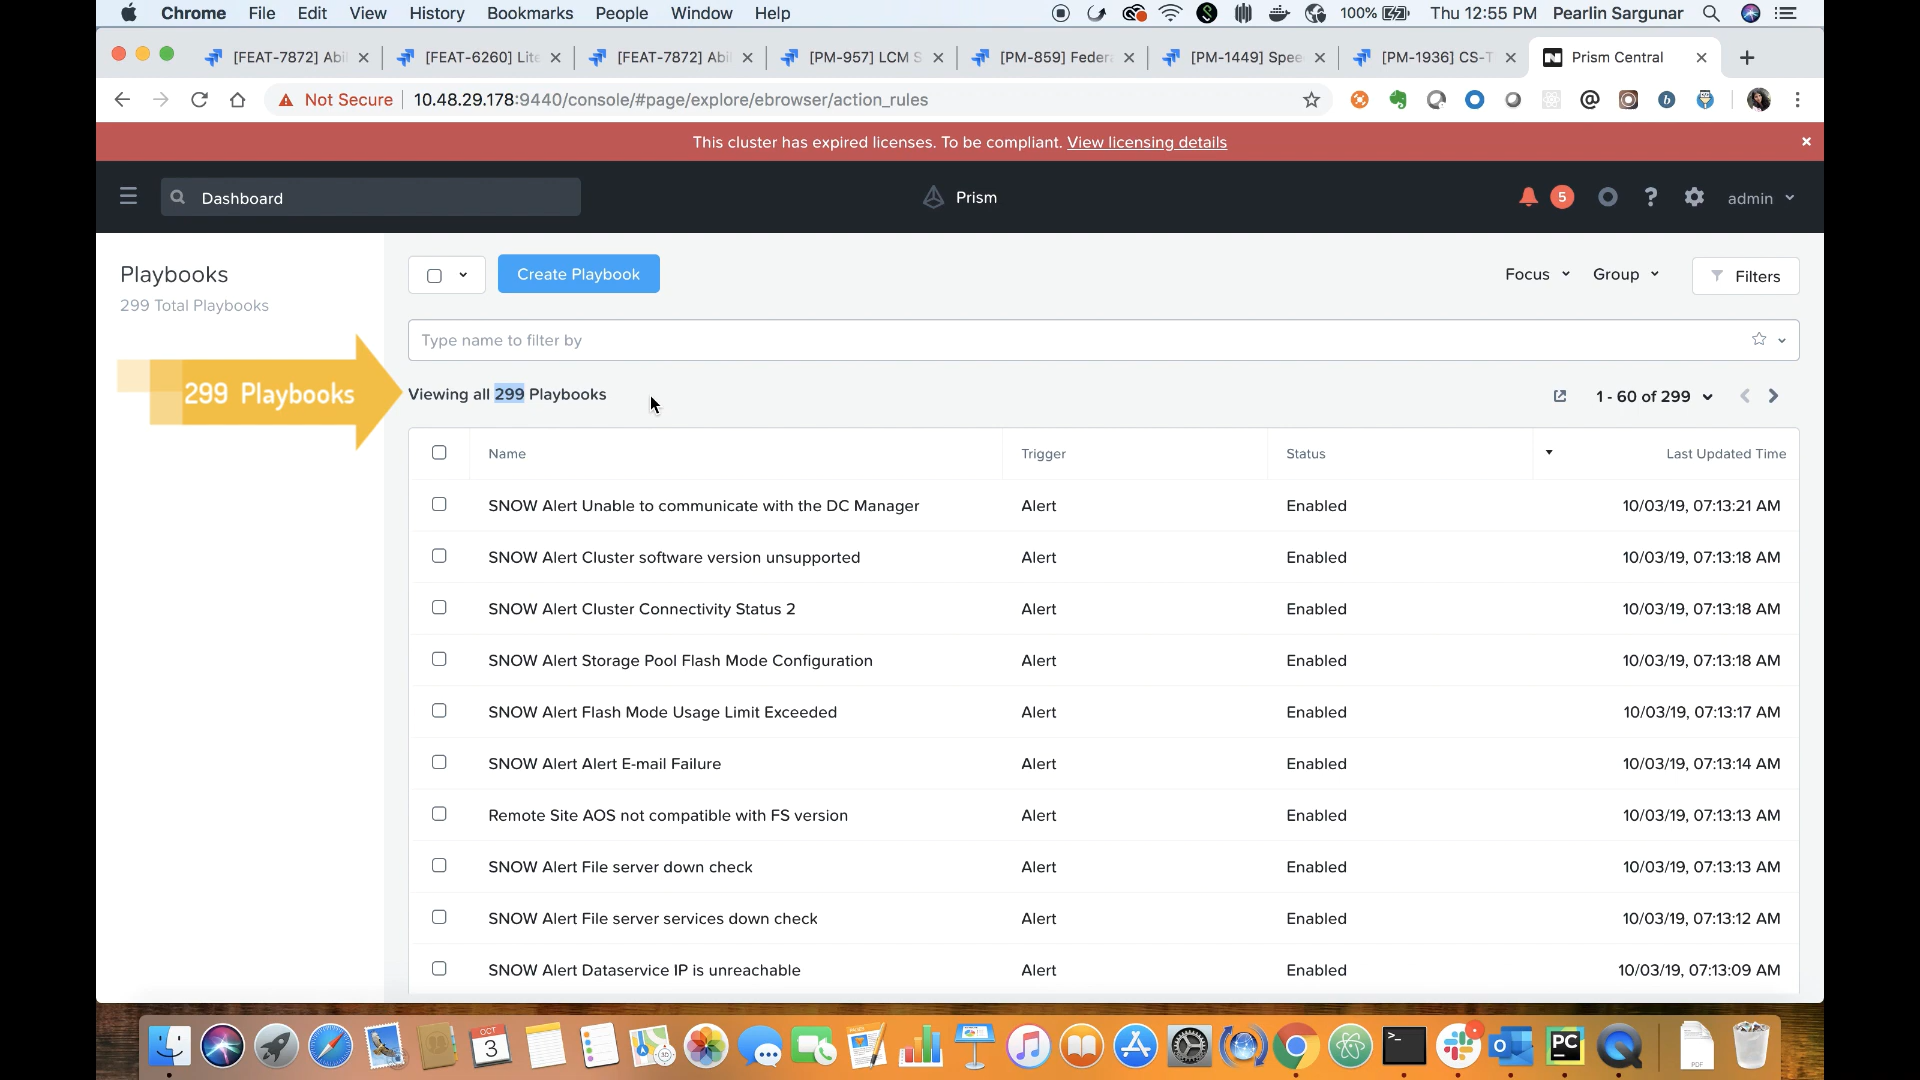 Chrome File Edit View History Bookmarks People Window Help
100% Thu 12:55 PM Pearlin Sargunar
[FEAT-7872] Abi
[FEAT-6260] Lite
[FEAT-7872] Abi
[PM-957] LCM S
[PM-859] Federa
[PM-1449] Spee
[PM-1936] CS-T
Prism Central
Not Secure 10.48.29.178:9440/console/#page/explore/ebrowser/action_rules
This cluster has expired licenses. To be compliant. View licensing details
Dashboard
Prism
5
?
admin
Playbooks
299 Total Playbooks
Create Playbook
Focus Group Filters
Type name to filter by
299 Playbooks
Viewing all 299 Playbooks
1 - 60 of 299
Name Trigger Status Last Updated Time
SNOW Alert Unable to communicate with the DC Manager Alert Enabled 10/03/19, 07:13:21 AM
SNOW Alert Cluster software version unsupported Alert Enabled 10/03/19, 07:13:18 AM
SNOW Alert Cluster Connectivity Status 2 Alert Enabled 10/03/19, 07:13:18 AM
SNOW Alert Storage Pool Flash Mode Configuration Alert Enabled 10/03/19, 07:13:18 AM
SNOW Alert Flash Mode Usage Limit Exceeded Alert Enabled 10/03/19, 07:13:17 AM
SNOW Alert Alert E-mail Failure Alert Enabled 10/03/19, 07:13:14 AM
Remote Site AOS not compatible with FS version Alert Enabled 10/03/19, 07:13:13 AM
SNOW Alert File server down check Alert Enabled 10/03/19, 07:13:13 AM
SNOW Alert File server services down check Alert Enabled 10/03/19, 07:13:12 AM
SNOW Alert Dataservice IP is unreachable Alert Enabled 10/03/19, 07:13:09 AM
OCT
3
PC
PDF